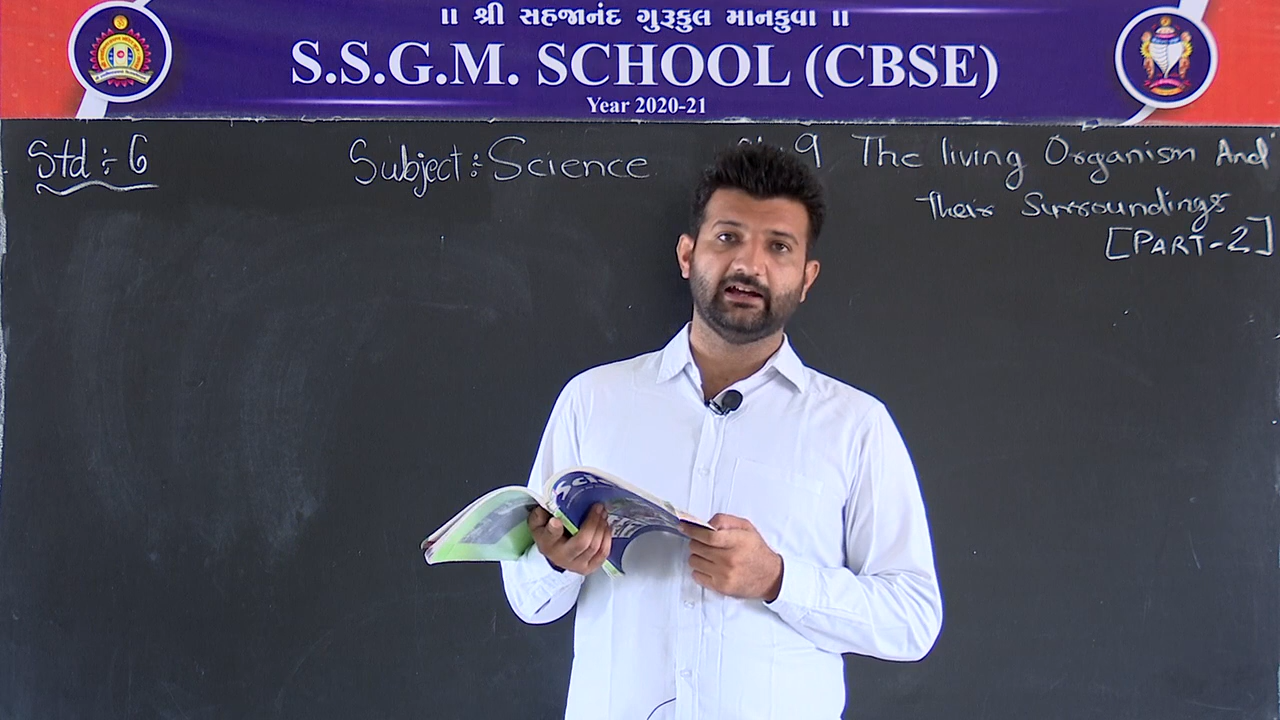 ॥ શ્રી સહજાનંદ ગુરૂકુલ માનકુવા ॥
S.S.G.M. SCHOOL (CBSE)
Year 2020-21
Std : 6
Subject : Science
9 The living Organism And
Their Surroundings
[PART-2]